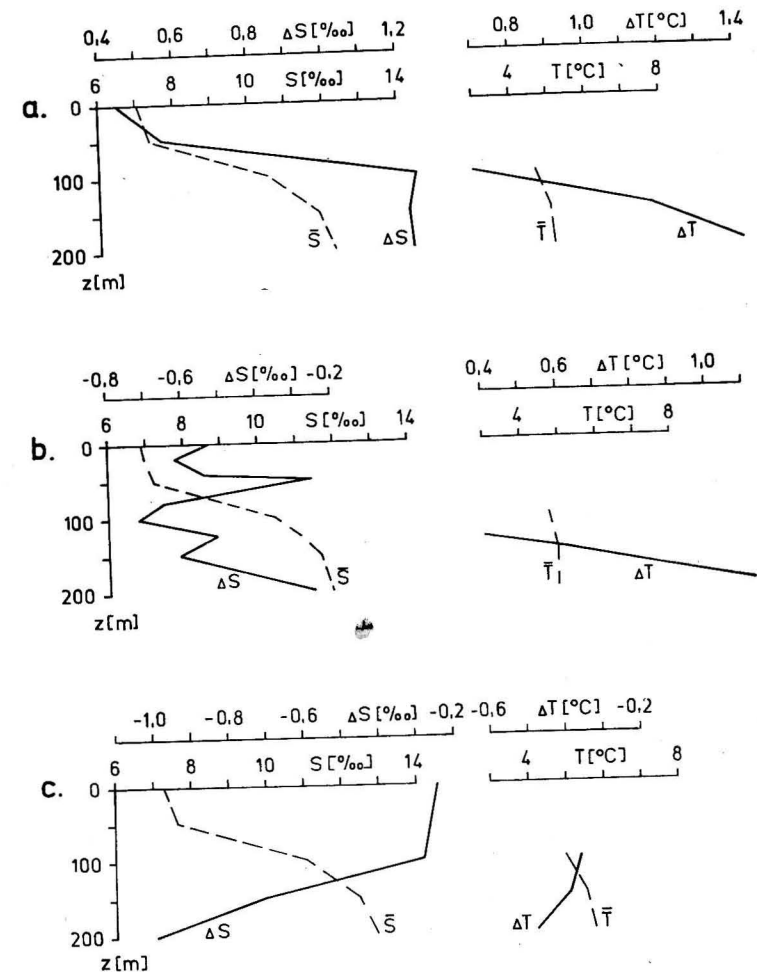 0,4 0,6 0,8 ΔS[‰] 1,2
0,8 1,0 ΔT[°C] 1,4
6 8 10 S[‰] 14
4 T[°C] 8
a.
0
100
200
z[m]
S̄ ΔS
T̄ ΔT
-0,8 -0,6 ΔS[‰] -0,2
0,4 0,6 ΔT[°C] 1,0
6 8 10 S[‰] 14
4 T[°C] 8
b.
0
100
200
z[m]
ΔS S̄
T̄ ΔT
-1,0 -0,8 -0,6 ΔS[‰] -0,2
-0,6 ΔT[°C] -0,2
6 8 10 S[‰] 14
4 T[°C] 8
c.
0
100
200
z[m]
ΔS S̄
ΔT T̄